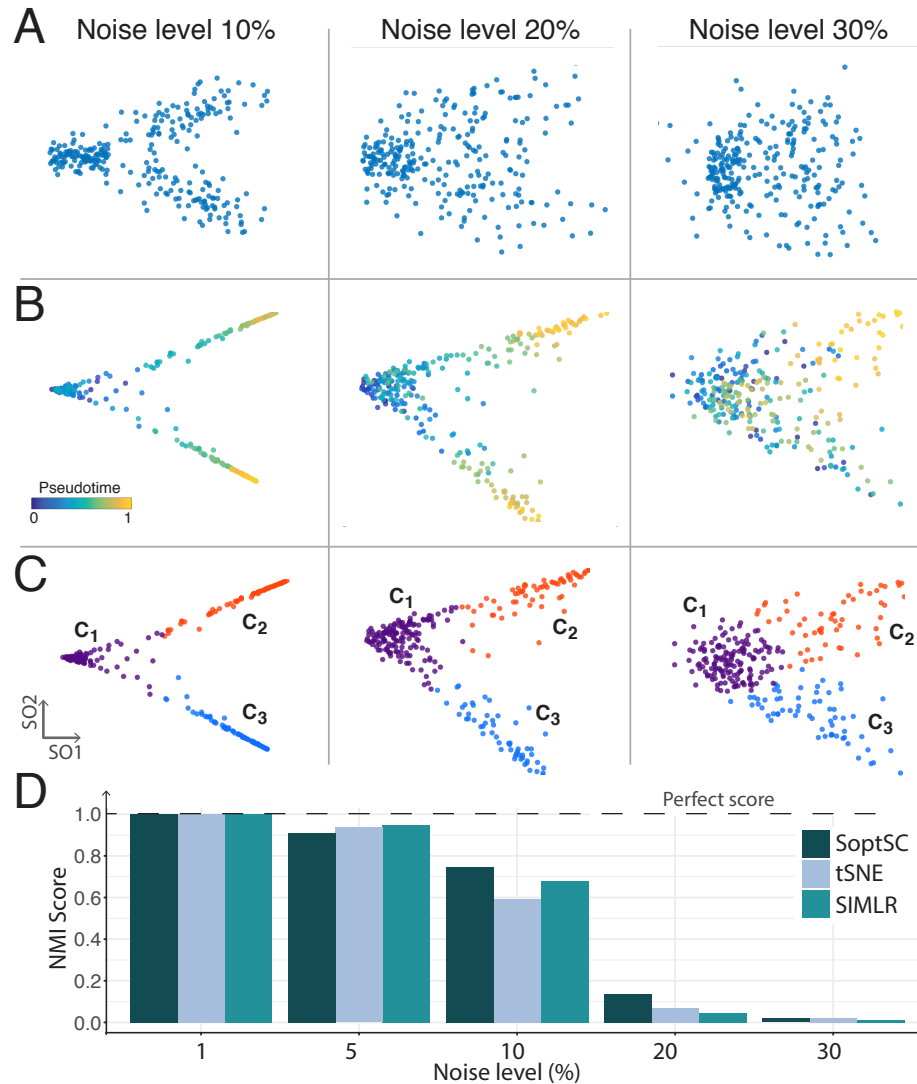 A
Noise level 10%
Noise level 20%
Noise level 30%
B
Pseudotime
0
1
C
C1
C2
C3
SO2
SO1
C1
C2
C3
C1
C2
C3
D
Perfect score
1.0
0.8
0.6
0.4
0.2
0.0
NMI Score
SoptSC
tSNE
SIMLR
1
5
10
20
30
Noise level (%)